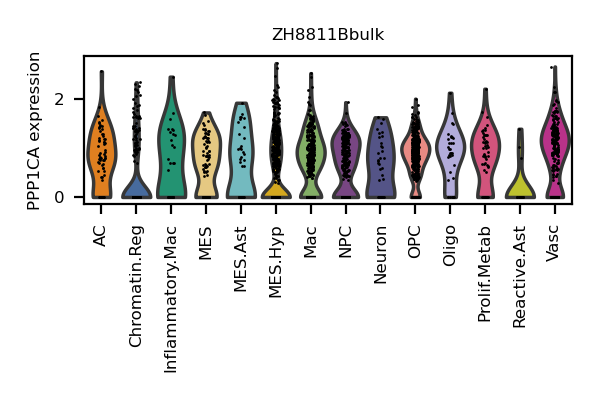 ZH8811Bbulk
PPP1CA expression
2
0
AC
Chromatin.Reg
Inflammatory.Mac
MES
MES.Ast
MES.Hyp
Mac
NPC
Neuron
OPC
Oligo
Prolif.Metab
Reactive.Ast
Vasc